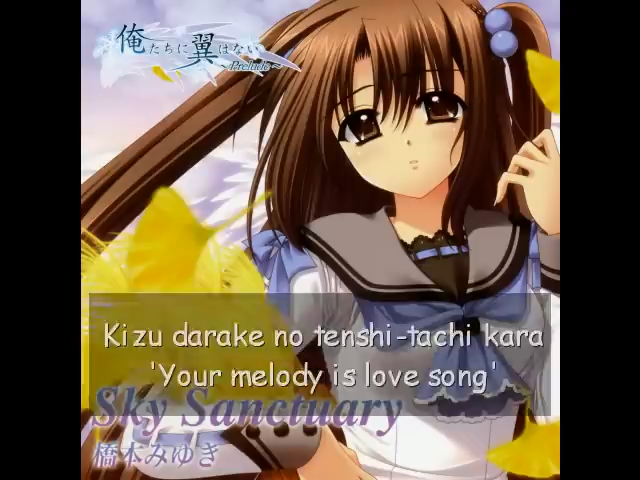 俺たちに翼はない
~Prelude~
Kizu darake no tenshi-tachi kara
'Your melody is love song'
Sky Sanctuary
橋本みゆき